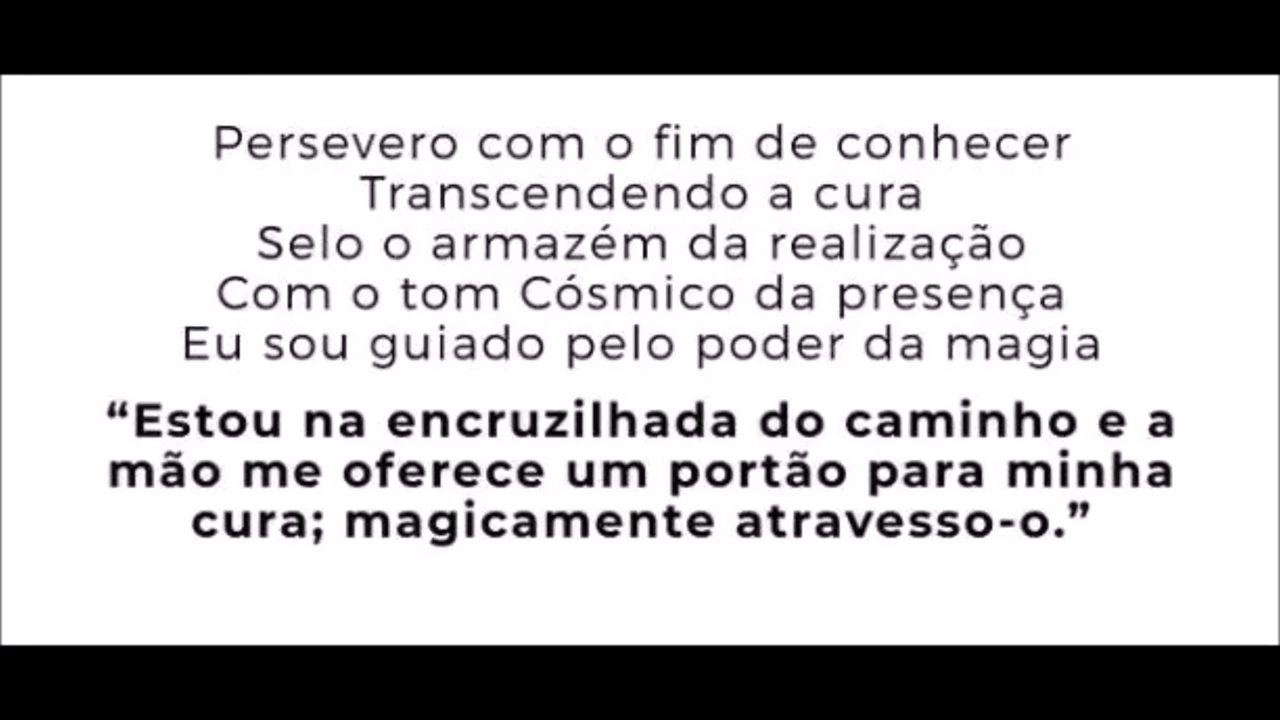 Persevero com o fim de conhecer
Transcendendo a cura
Selo o armazém da realização
Com o tom Cósmico da presença
Eu sou guiado pelo poder da magia
“Estou na encruzilhada do caminho e a
mão me oferece um portão para minha
cura; magicamente atravesso-o.”